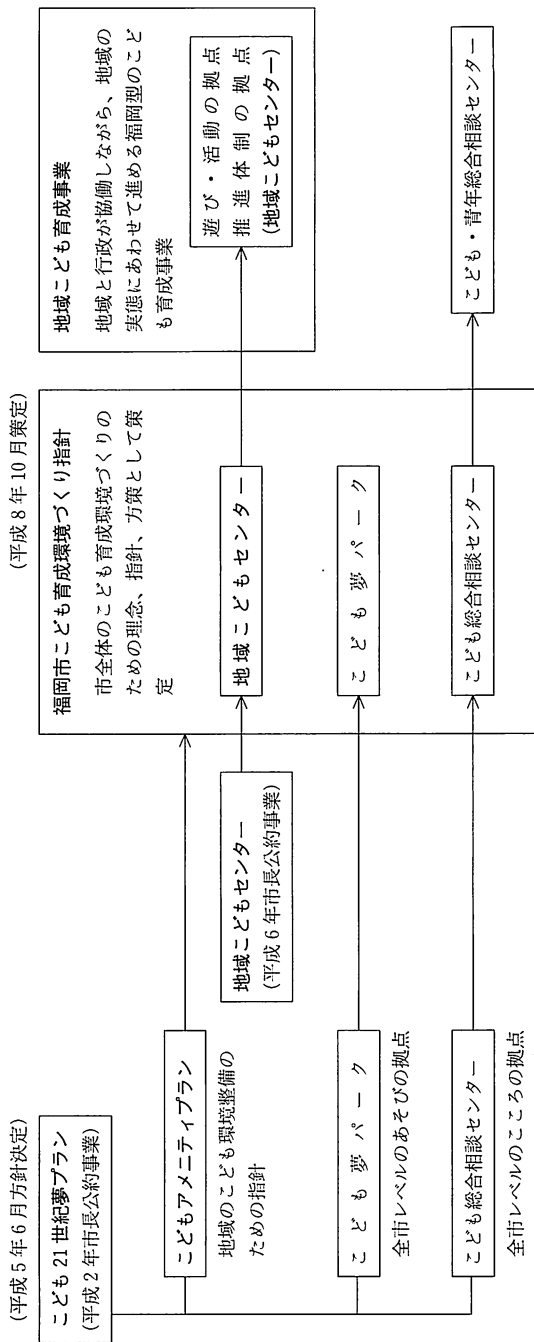 (平成5年6月方針決定)
こども21世紀夢プラン
(平成2年市長公約事業)
こどもアメニティプラン
地域のこども環境整備の
ための指針
こども夢パーク
全市レベルのあそびの拠点
こども総合相談センター
全市レベルのこころの拠点
地域こどもセンター
(平成6年市長公約事業)
(平成8年10月策定)
福岡市こども育成環境づくり指針
市全体のこども育成環境づくりの
ための理念、指針、方策として策
定
地域こどもセンター
こども夢パーク
こども総合相談センター
地域こども育成事業
地域と行政が協働しながら、地域の
実態にあわせて進める福岡型のこど
も育成事業
遊び・活動の拠点
推進体制の拠点
(地域こどもセンター)
こども・青年総合相談センター